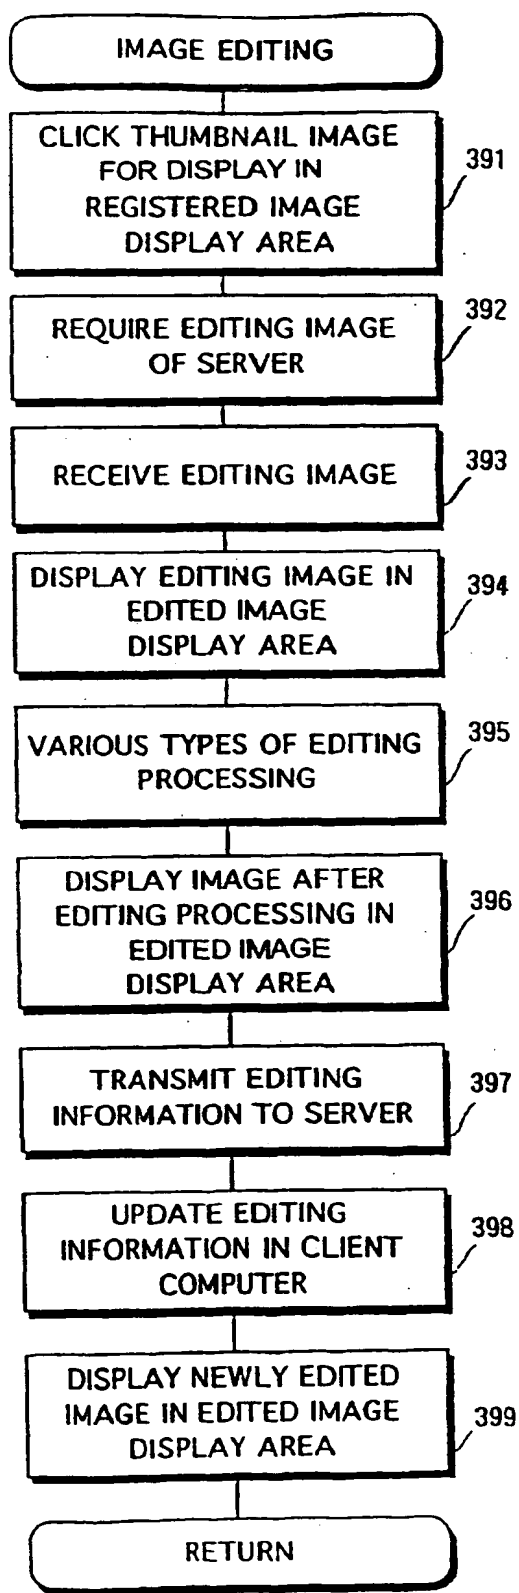 IMAGE EDITING
CLICK THUMBNAIL IMAGE
FOR DISPLAY IN
REGISTERED IMAGE
DISPLAY AREA
391
REQUIRE EDITING IMAGE
OF SERVER
392
RECEIVE EDITING IMAGE
393
DISPLAY EDITING IMAGE IN
EDITED IMAGE
DISPLAY AREA
394
VARIOUS TYPES OF EDITING
PROCESSING
395
DISPLAY IMAGE AFTER
EDITING PROCESSING IN
EDITED IMAGE
DISPLAY AREA
396
TRANSMIT EDITING
INFORMATION TO SERVER
397
UPDATE EDITING
INFORMATION IN CLIENT
COMPUTER
398
DISPLAY NEWLY EDITED
IMAGE IN EDITED IMAGE
DISPLAY AREA
399
RETURN